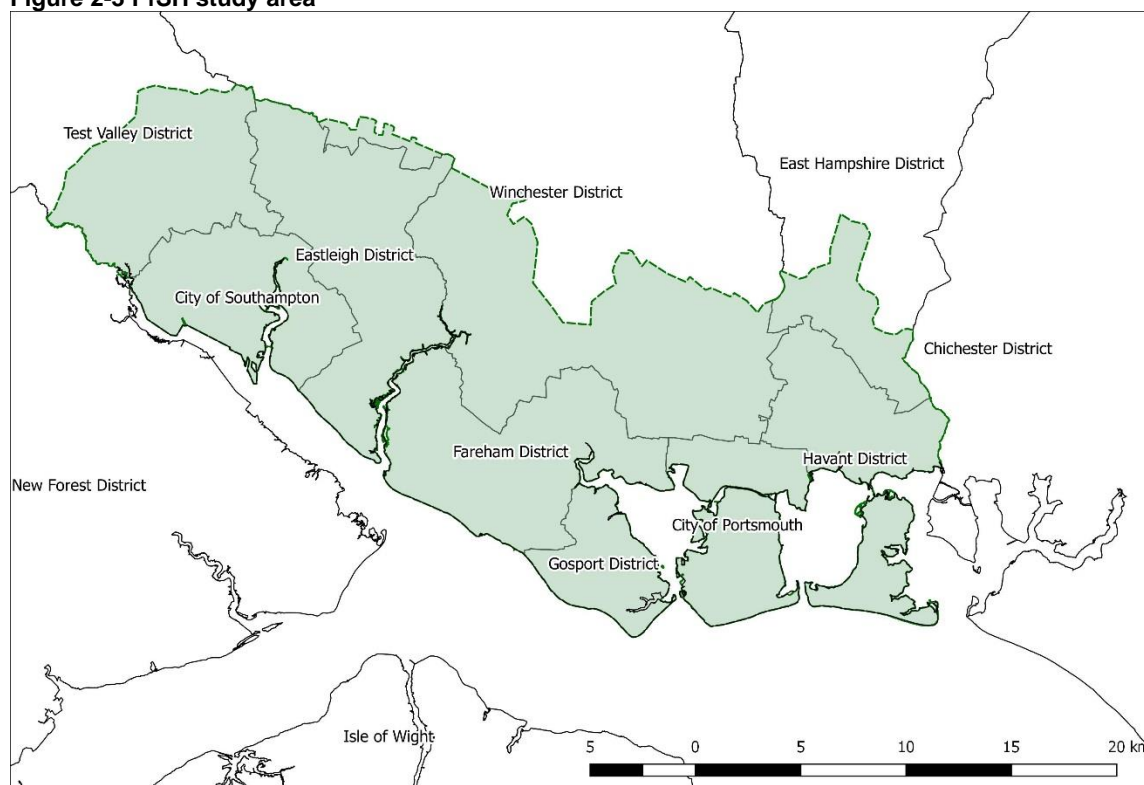 Figure 2-3 PfSH study area
Test Valley District
East Hampshire District
Winchester District
Eastleigh District
City of Southampton
Chichester District
Fareham District
Havant District
New Forest District
City of Portsmouth
Gosport District
Isle of Wight
5 0 5 10 15 20 km